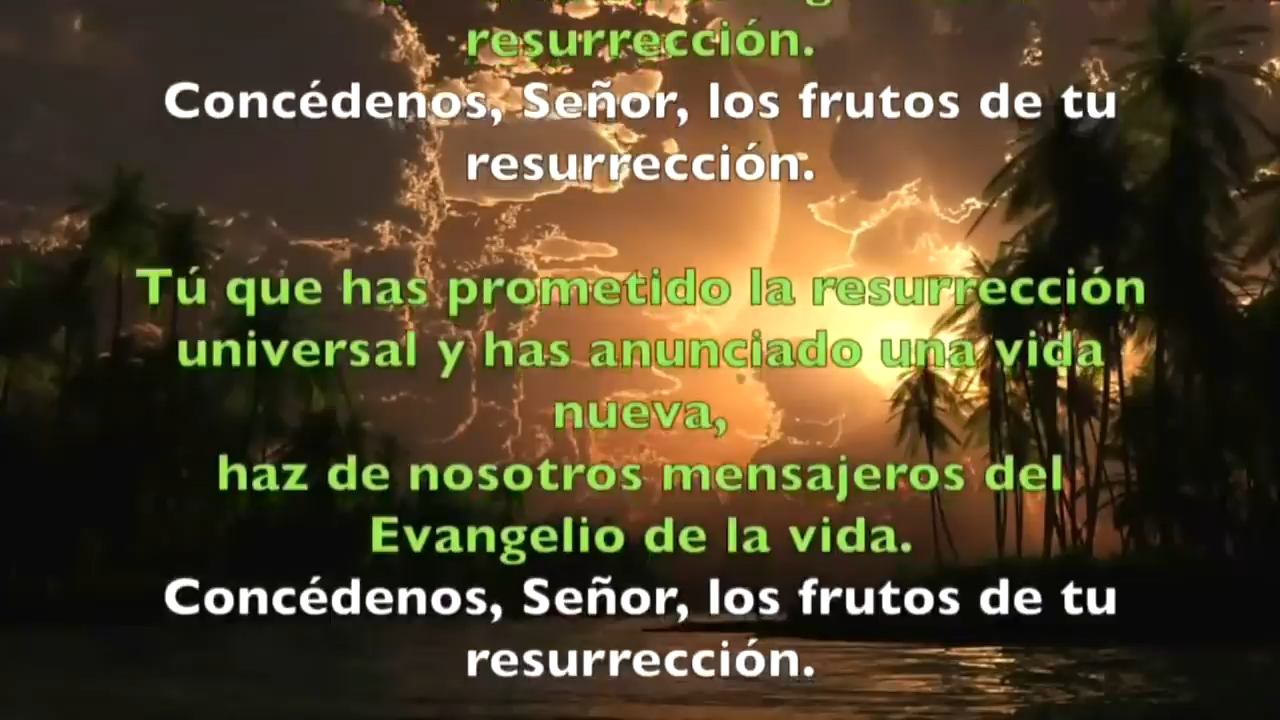 resurrección.
Concédenos, Señor, los frutos de tu
resurrección.
Tú que has prometido la resurrección
universal y has anunciado una vida
nueva,
haz de nosotros mensajeros del
Evangelio de la vida.
Concédenos, Señor, los frutos de tu
resurrección.